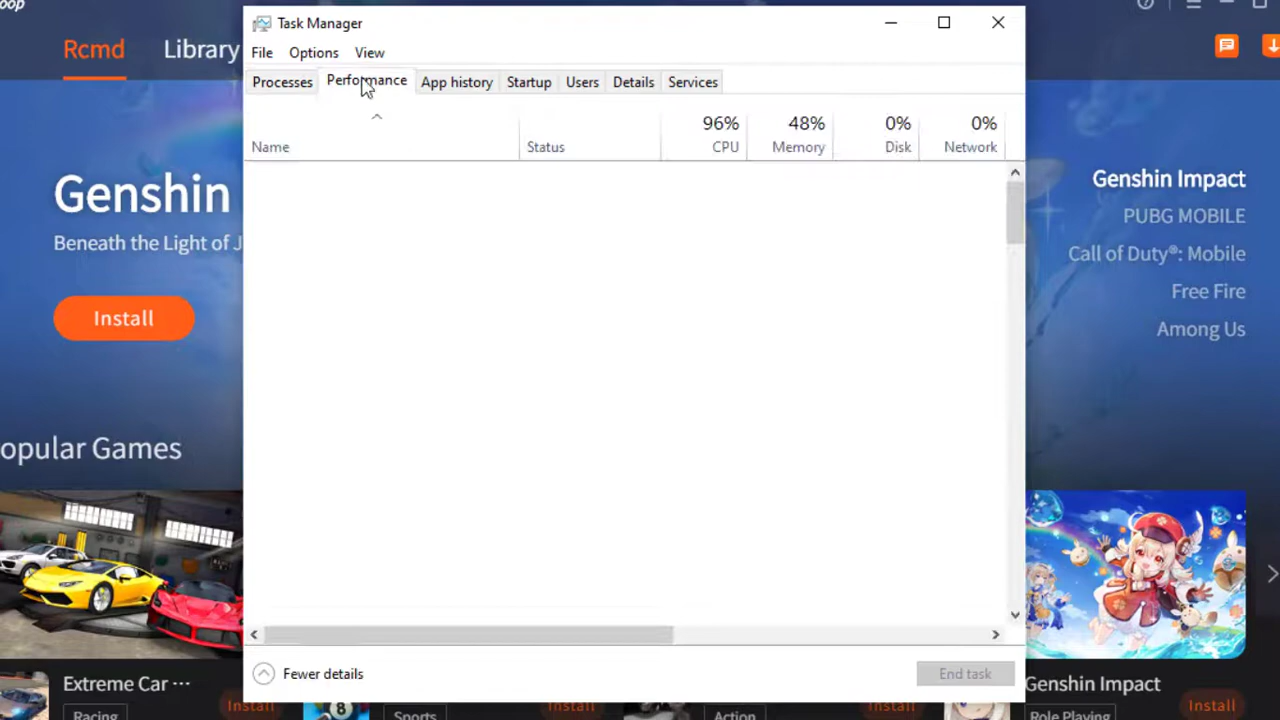 oop
Task Manager
File Options View
Rcmd Library
Processes Performance App history Startup Users Details Services
96% 48% 0% 0%
Name Status CPU Memory Disk Network
Genshin
Beneath the Light of J
Install
Genshin Impact
PUBG MOBILE
Call of Duty®: Mobile
Free Fire
Among Us
opular Games
Fewer details End task
Extreme Car ···
Racing
Install
8
Sports
Install
Action
Install
Genshin Impact
Role Playing
Install